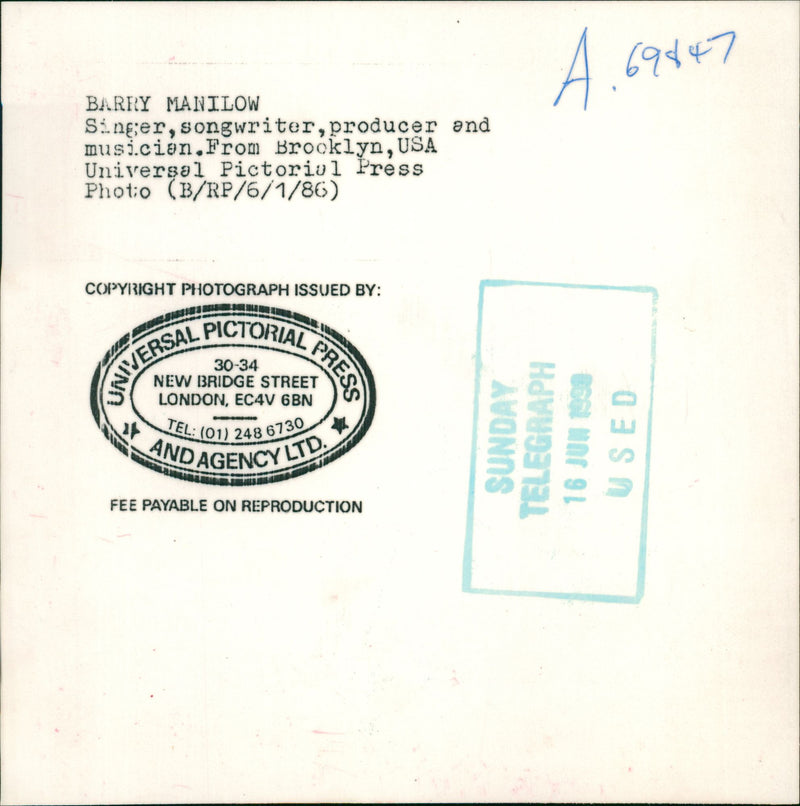 A. 69847
BARRY MANILOW
Singer,songwriter,producer and
musician.From Brooklyn,USA
Universal Pictorial Press
Photo (B/RP/6/1/86)
COPYRIGHT PHOTOGRAPH ISSUED BY:
UNIVERSAL PICTORIAL PRESS
30-34
NEW BRIDGE STREET
LONDON, EC4V 6BN
TEL: (01) 248 6730
AND AGENCY LTD.
FEE PAYABLE ON REPRODUCTION
SUNDAY
TELEGRAPH
16 JUN
USED